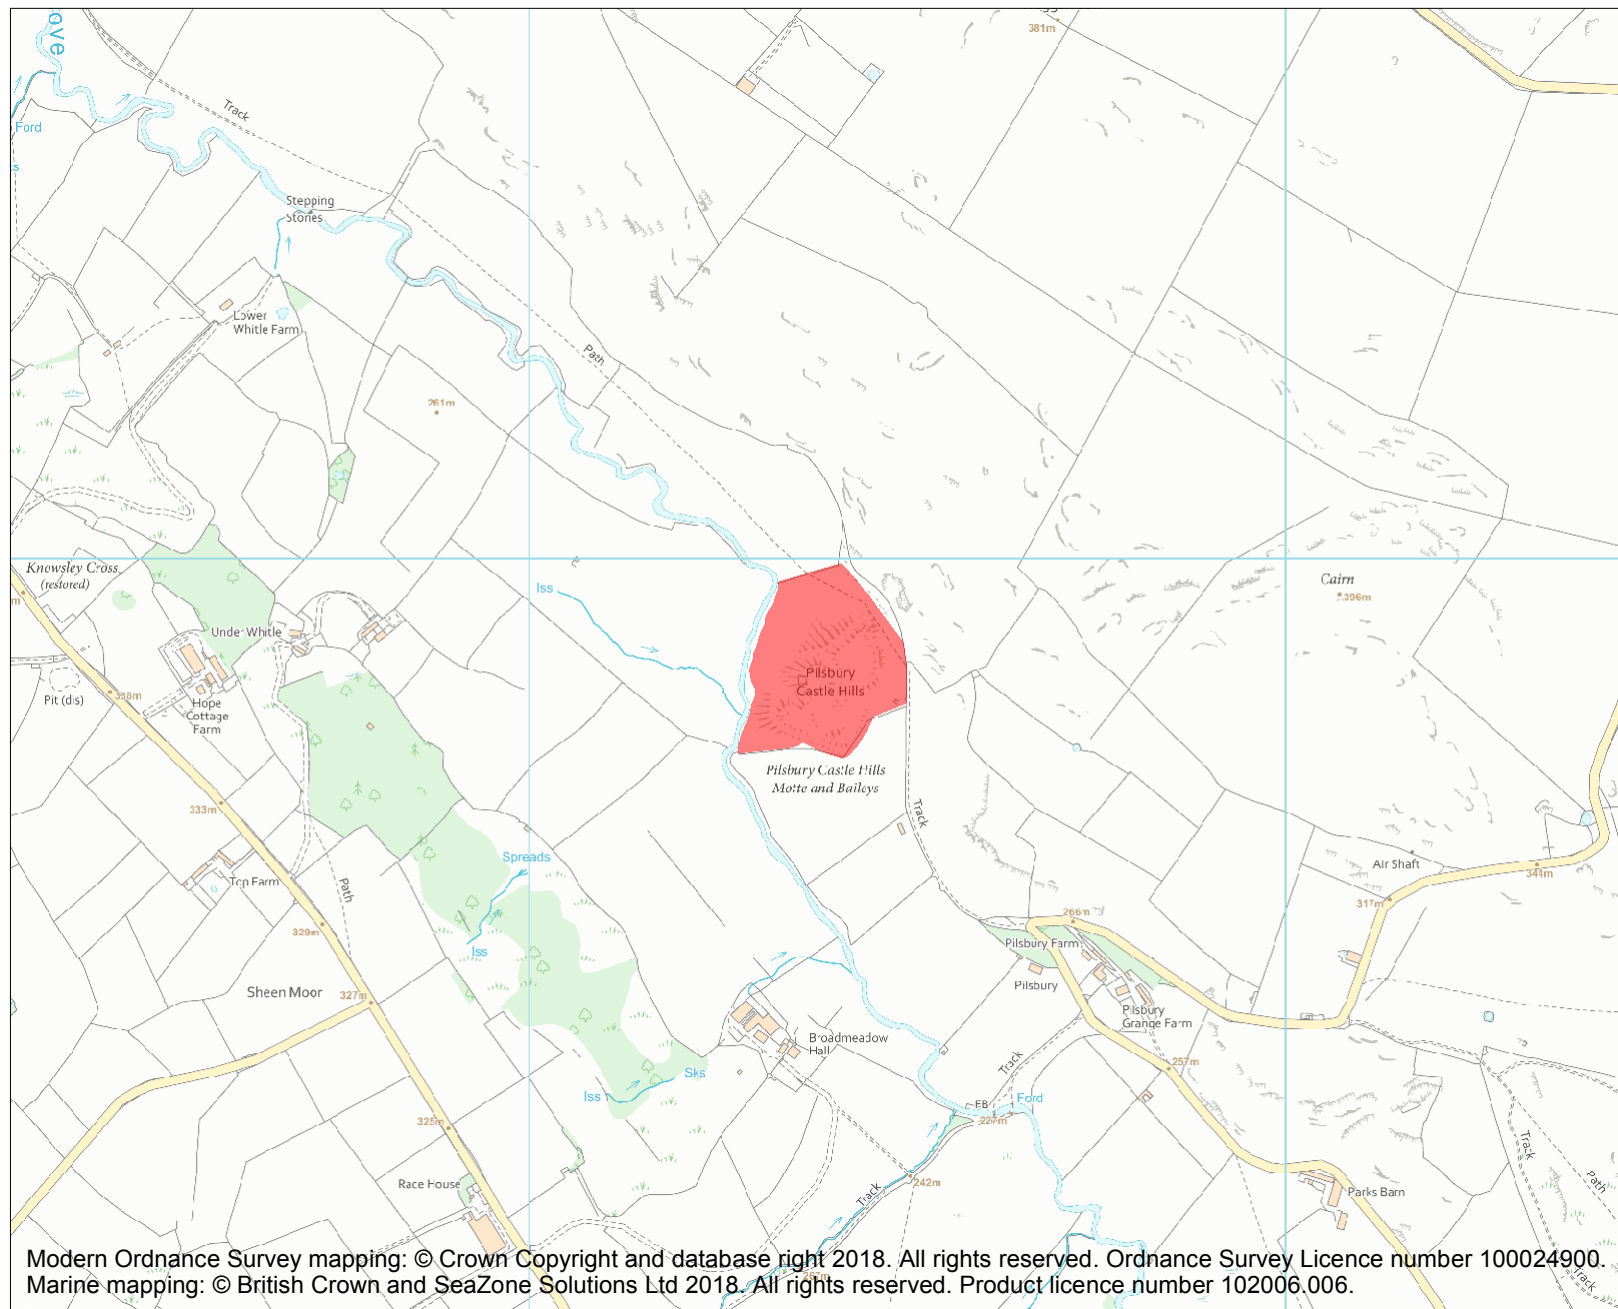 ove
381m
Track
Ford
s
Stepping
Stones
Lower
Whitle Farm
Path
261m
Knowsley Cross
(restored)
m
Iss
Cairn
396m
Under Whitle
Pilsbury
Castle Hills
Pit (dis)
338m
Hope
Cottage
Farm
Pilsbury Castle Hills
Motte and Baileys
333m
Track
Spreads
Air Shaft
344m
Top Farm
Path
317m
266m
329m
Iss
Pilsbury Farm
Sheen Moor
327m
Pilsbury
Pilsbury
Grange Farm
Broadmeadow
Hall
Track
257m
Sks
Iss
FB
Ford
227m
325m
Track
Race House
Track
242m
Path
Parks Barn
Track
Modern Ordnance Survey mapping: © Crown Copyright and database right 2018. All rights reserved. Ordnance Survey Licence number 100024900.
Marine mapping: © British Crown and SeaZone Solutions Ltd 2018. All rights reserved. Product licence number 102006.006.